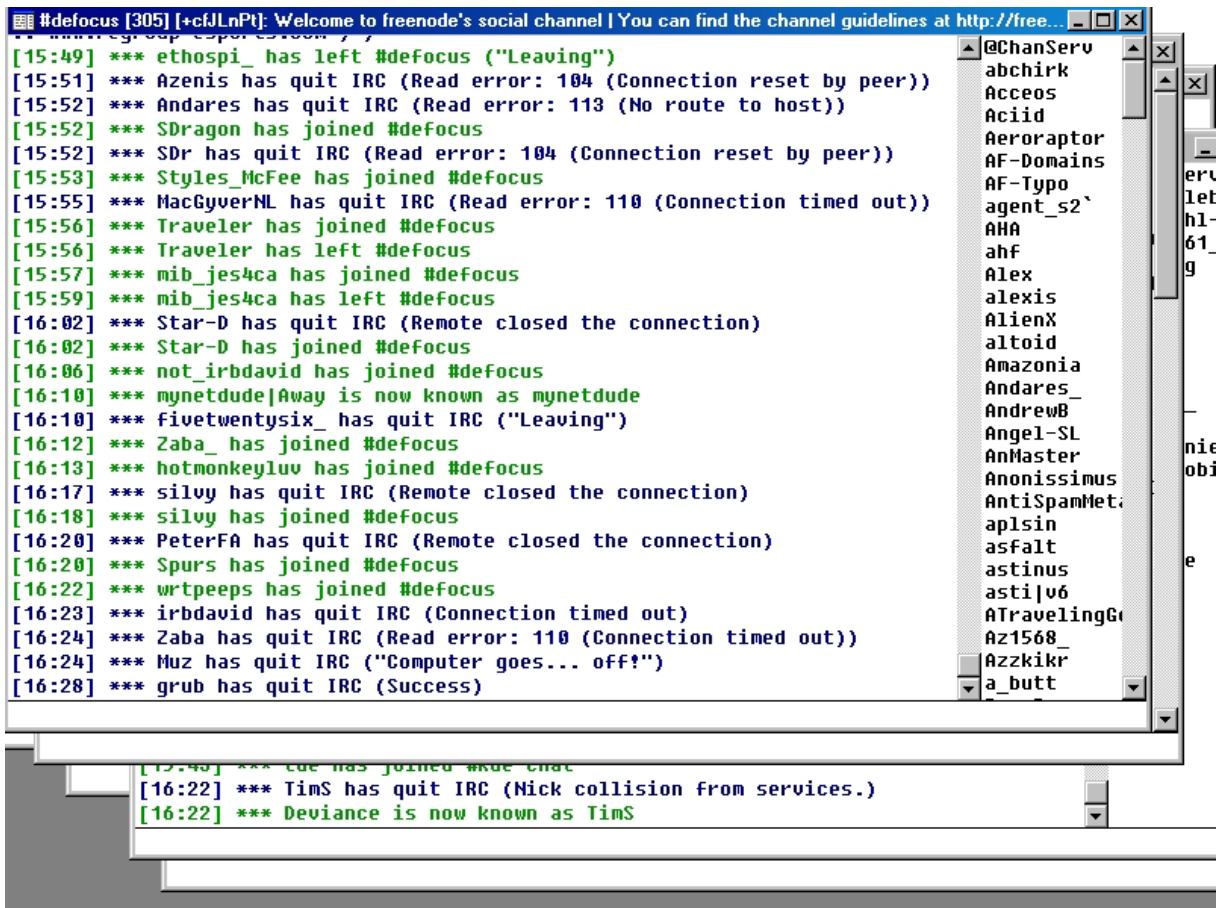 #defocus [305] [+cfJLnPt]: Welcome to freenode's social channel | You can find the channel guidelines at http://free...
[15:49] *** ethospi_ has left #defocus ("Leaving")
[15:51] *** Azenis has quit IRC (Read error: 104 (Connection reset by peer))
[15:52] *** Andares has quit IRC (Read error: 113 (No route to host))
[15:52] *** SDragon has joined #defocus
[15:52] *** SDr has quit IRC (Read error: 104 (Connection reset by peer))
[15:53] *** Styles_McFee has joined #defocus
[15:55] *** MacGyverNL has quit IRC (Read error: 110 (Connection timed out))
[15:56] *** Traveler has joined #defocus
[15:56] *** Traveler has left #defocus
[15:57] *** mib_jes4ca has joined #defocus
[15:59] *** mib_jes4ca has left #defocus
[16:02] *** Star-D has quit IRC (Remote closed the connection)
[16:02] *** Star-D has joined #defocus
[16:06] *** not_irbdavid has joined #defocus
[16:10] *** mynetdude|Away is now known as mynetdude
[16:10] *** fivetwentysix_ has quit IRC ("Leaving")
[16:12] *** Zaba_ has joined #defocus
[16:13] *** hotmonkeyluv has joined #defocus
[16:17] *** silvy has quit IRC (Remote closed the connection)
[16:18] *** silvy has joined #defocus
[16:20] *** PeterFA has quit IRC (Remote closed the connection)
[16:20] *** Spurs has joined #defocus
[16:22] *** wrtpeeps has joined #defocus
[16:23] *** irbdavid has quit IRC (Connection timed out)
[16:24] *** Zaba has quit IRC (Read error: 110 (Connection timed out))
[16:24] *** Muz has quit IRC ("Computer goes... off!")
[16:28] *** grub has quit IRC (Success)
@ChanServ
abchirk
Acceos
Aciid
Aeroraptor
AF-Domains
AF-Typo
agent_s2`
AHA
ahf
Alex
alexis
AlienX
altoid
Amazonia
Andares_
AndrewB
Angel-SL
AnMaster
Anonissimus
AntiSpamMeta
aplsin
asfalt
astinus
asti|v6
ATravelingGe
Az1568_
Azzkikr
a_butt
erv
leb
hl-
61_
g
nie
obi
e
[16:22] *** TimS has quit IRC (Nick collision from services.)
[16:22] *** Deviance is now known as TimS